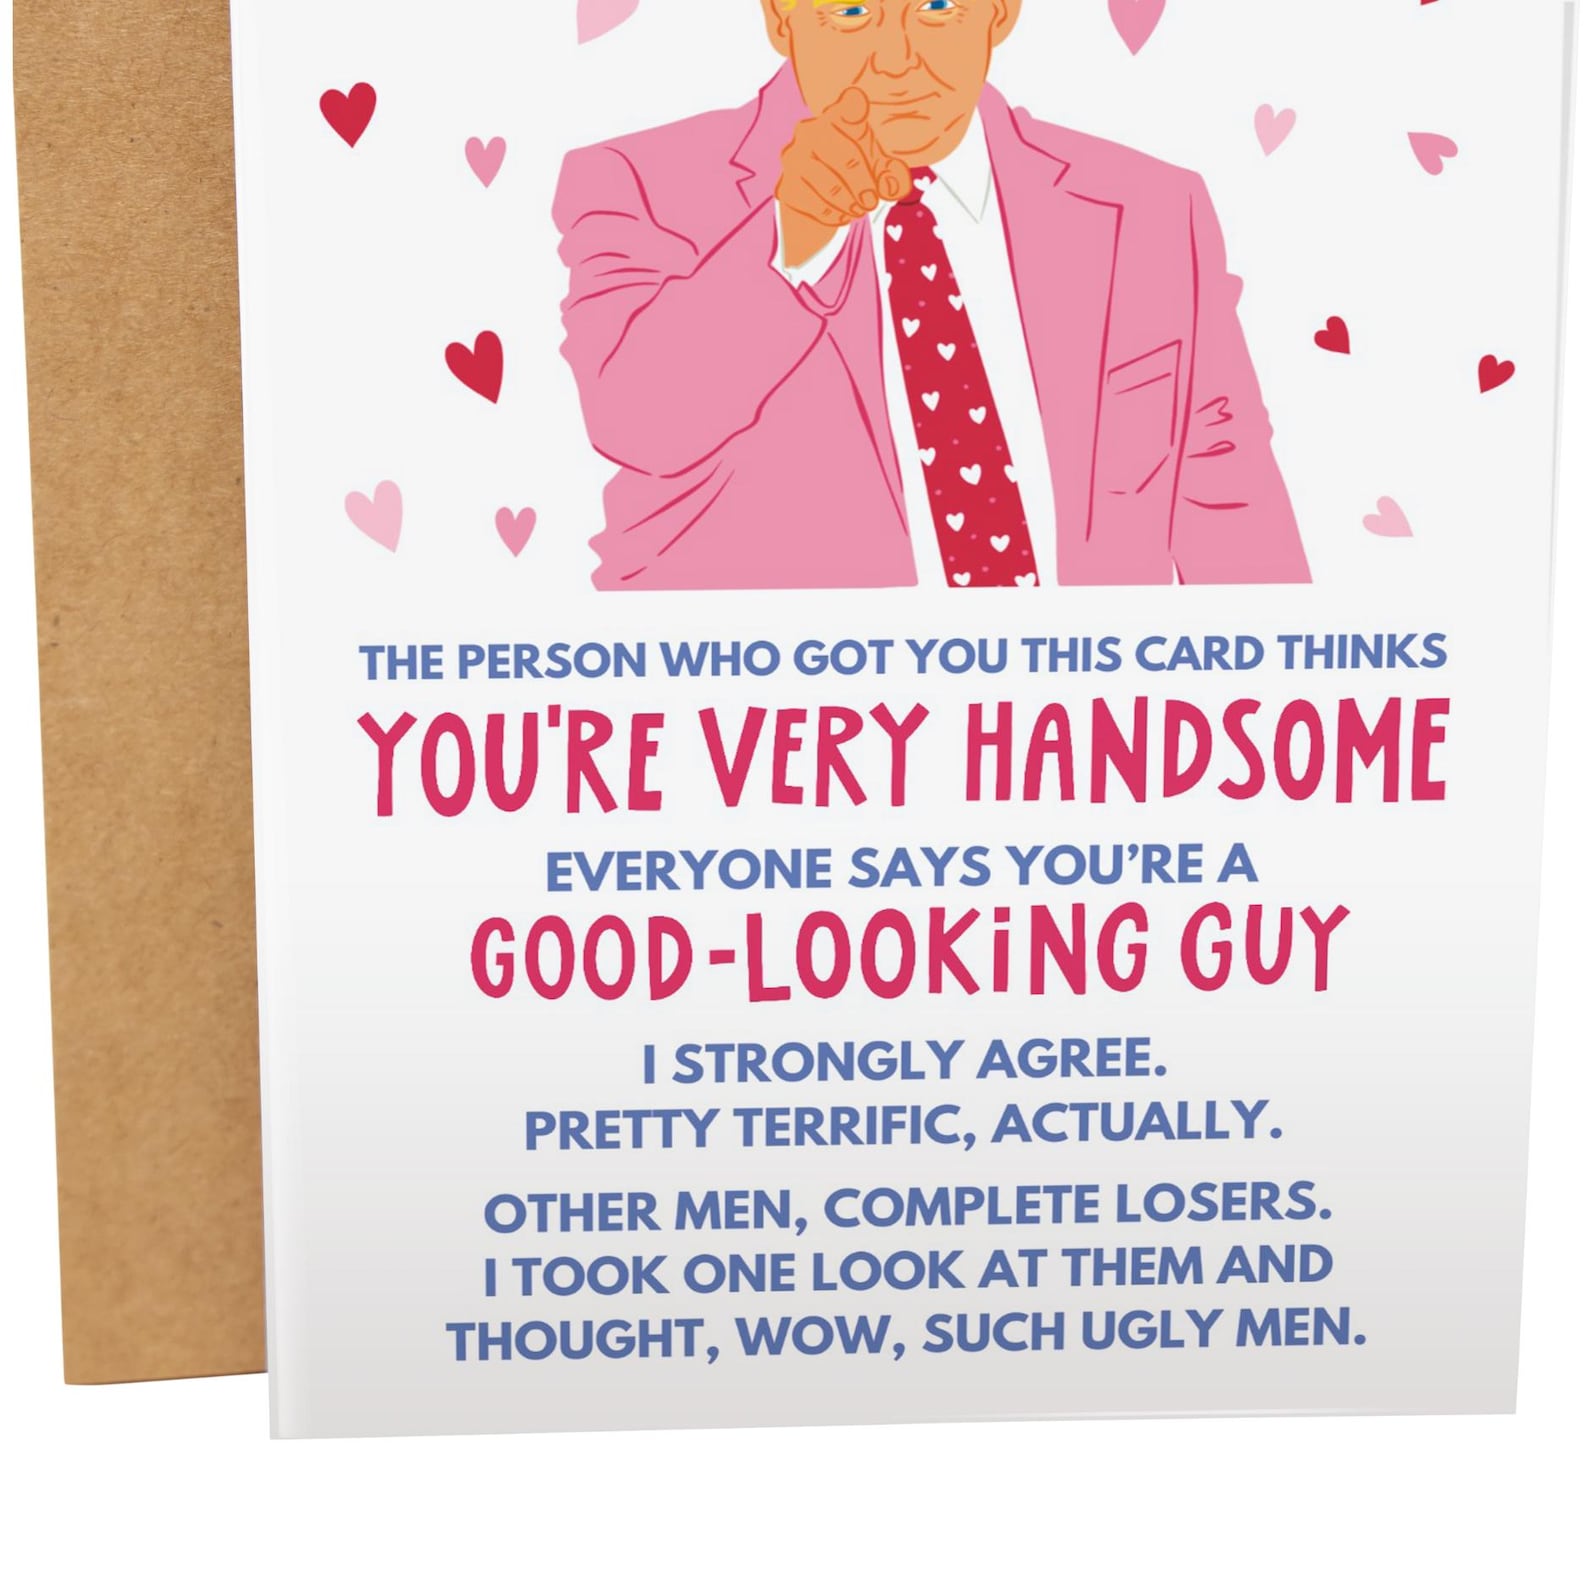 THE PERSON WHO GOT YOU THIS CARD THINKS
YOU'RE VERY HANDSOME
EVERYONE SAYS YOU’RE A
GOOD-LOOKiNG GUY
I STRONGLY AGREE.
PRETTY TERRIFIC, ACTUALLY.
OTHER MEN, COMPLETE LOSERS.
I TOOK ONE LOOK AT THEM AND
THOUGHT, WOW, SUCH UGLY MEN.